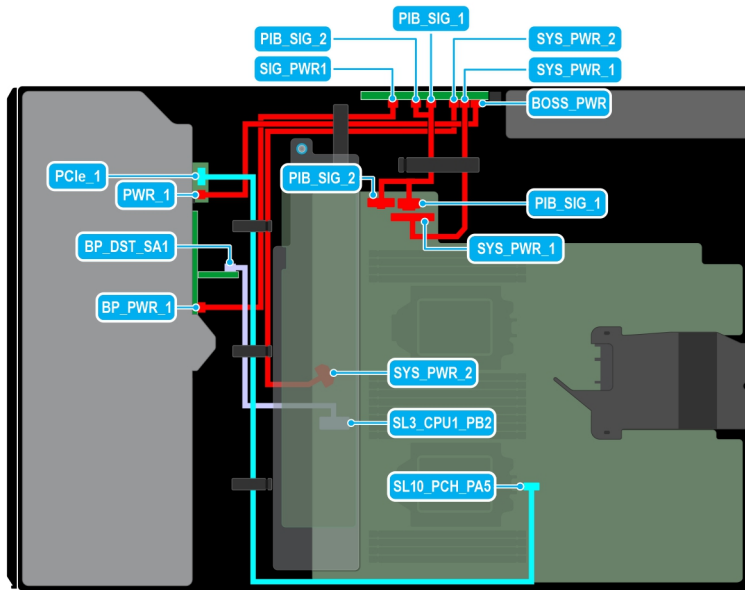 PIB_SIG_1
PIB_SIG_2
SYS_PWR_2
SIG_PWR1
SYS_PWR_1
BOSS_PWR
PCIe_1
PIB_SIG_2
PWR_1
PIB_SIG_1
BP_DST_SA1
SYS_PWR_1
BP_PWR_1
SYS_PWR_2
SL3_CPU1_PB2
SL10_PCH_PA5